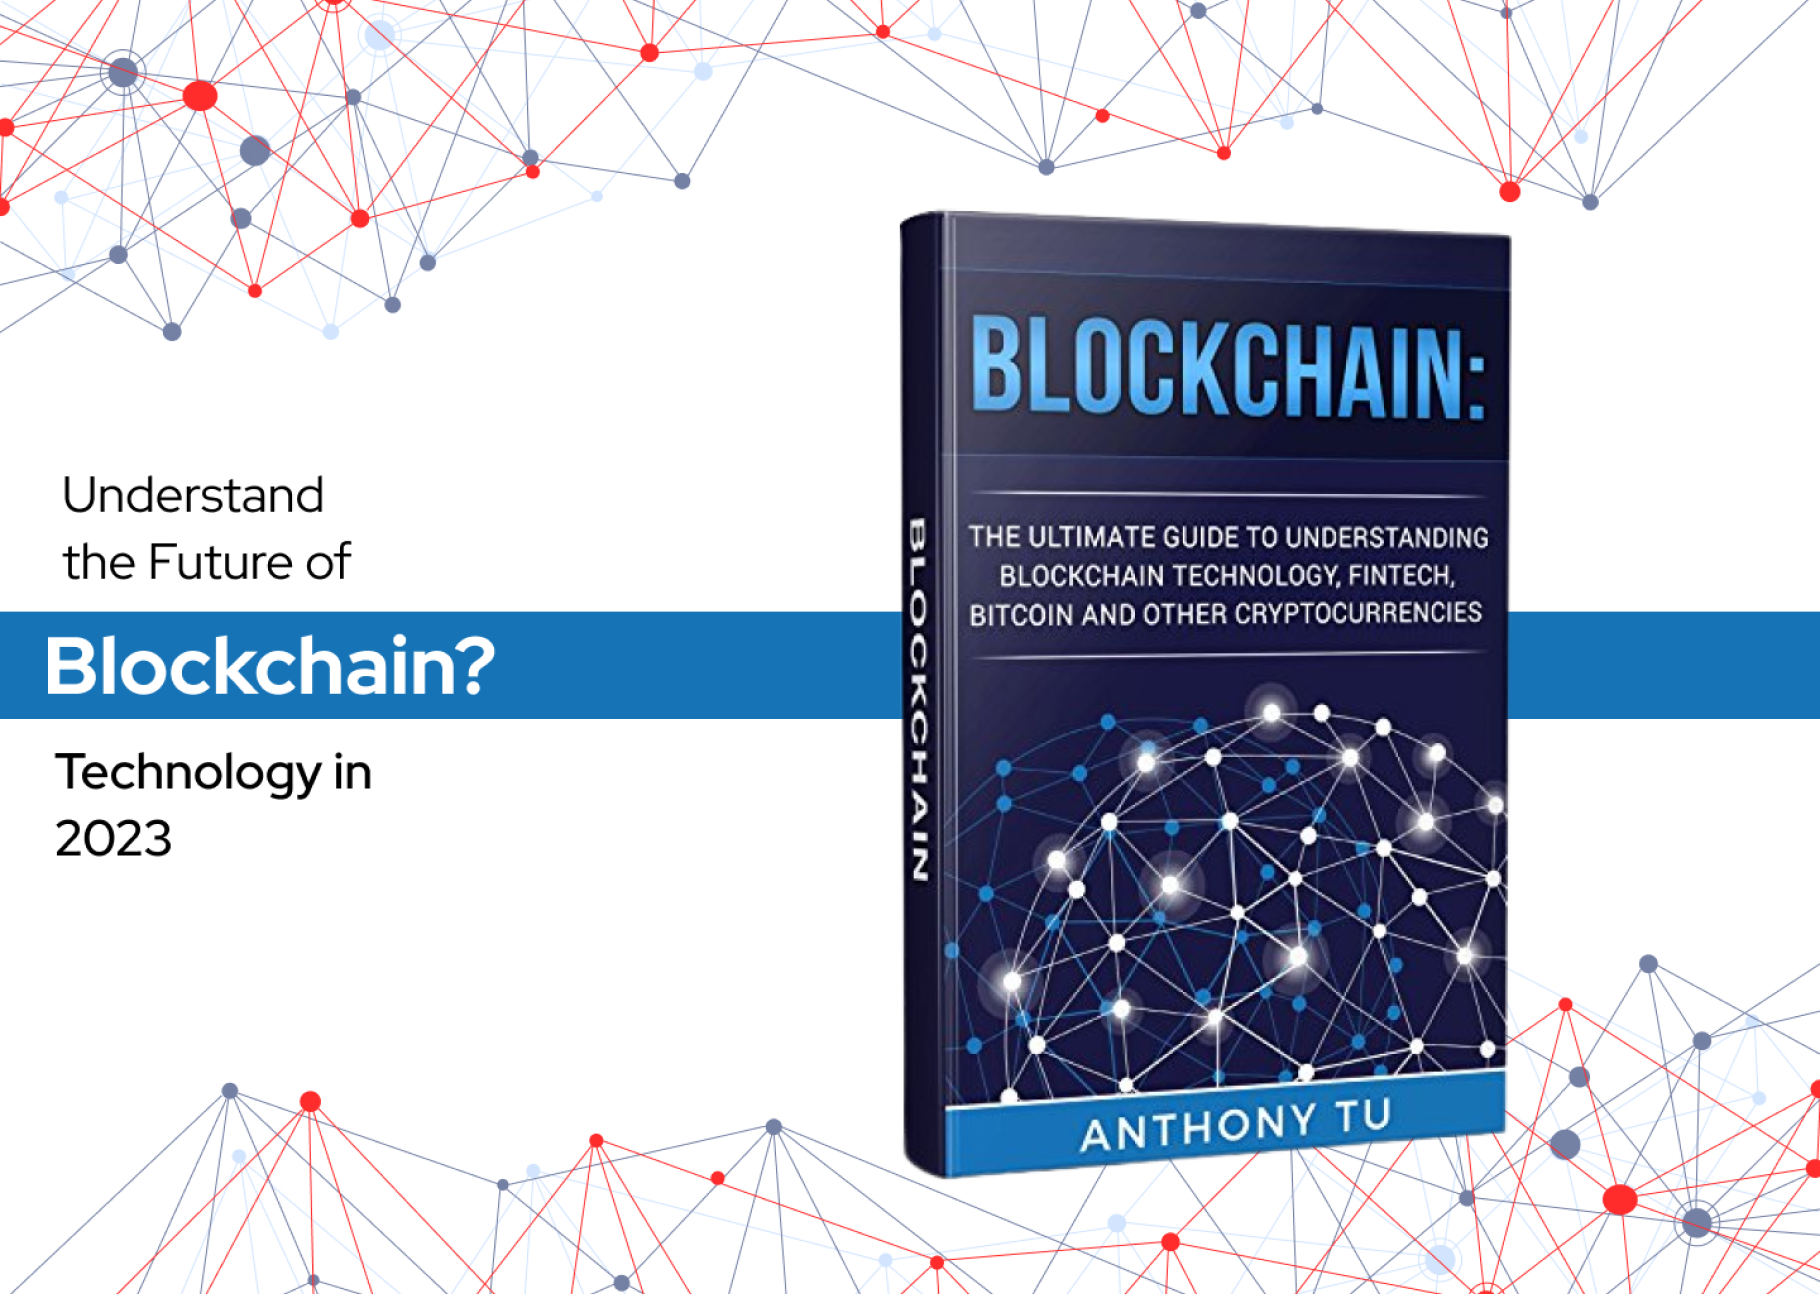 Understand
the Future of
Blockchain?
Technology in
2023
BLOCKCHAIN:
THE ULTIMATE GUIDE TO UNDERSTANDING
BLOCKCHAIN TECHNOLOGY, FINTECH,
BITCOIN AND OTHER CRYPTOCURRENCIES
ANTHONY TU
BLOCKCHAIN